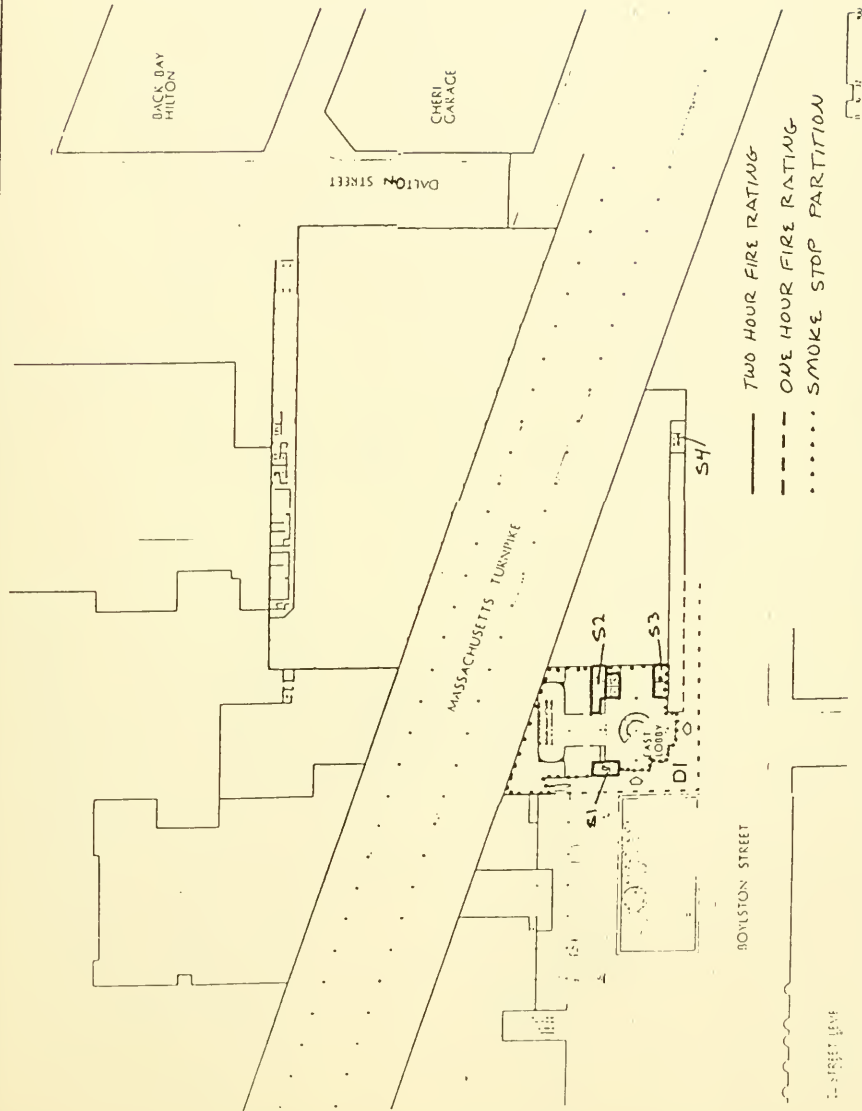 BACK BAY
HILTON
CHERI
GARAGE
DALTON STREET
MASSACHUSETTS TURNPIKE
S4
S2
S3
EAST
LOBBY
S1
D1
BOYLSTON STREET
TWO HOUR FIRE RATING
ONE HOUR FIRE RATING
SMOKE STOP PARTITION
STREET